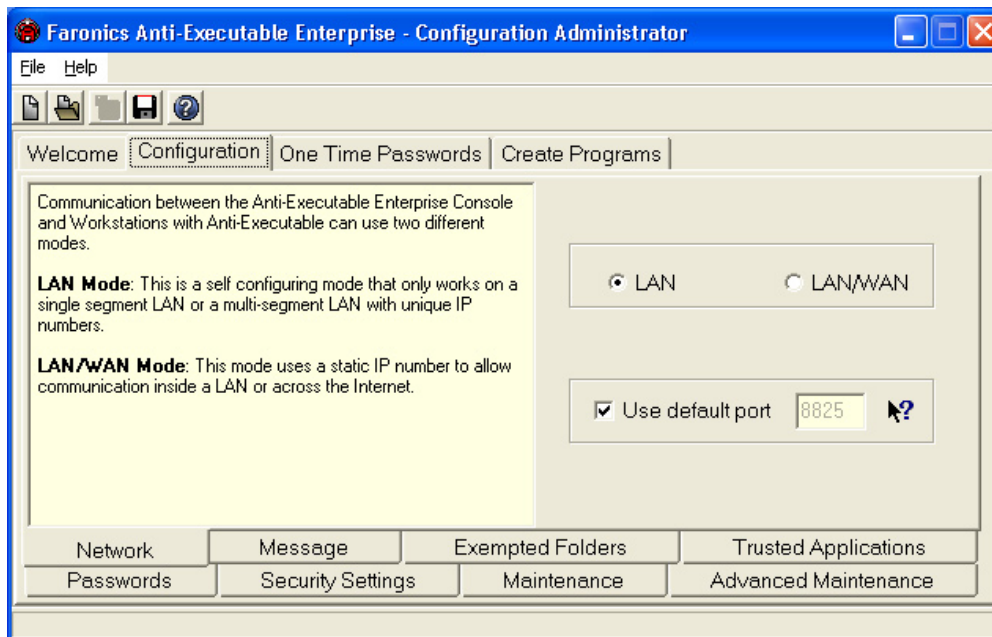 Faronics Anti-Executable Enterprise - Configuration Administrator
File Help
Welcome Configuration One Time Passwords Create Programs
Communication between the Anti-Executable Enterprise Console
and Workstations with Anti-Executable can use two different
modes.
LAN Mode: This is a self configuring mode that only works on a
single segment LAN or a multi-segment LAN with unique IP
numbers.
LAN/WAN Mode: This mode uses a static IP number to allow
communication inside a LAN or across the Internet.
LAN LAN/WAN
Use default port 8825
Network Message Exempted Folders Trusted Applications
Passwords Security Settings Maintenance Advanced Maintenance